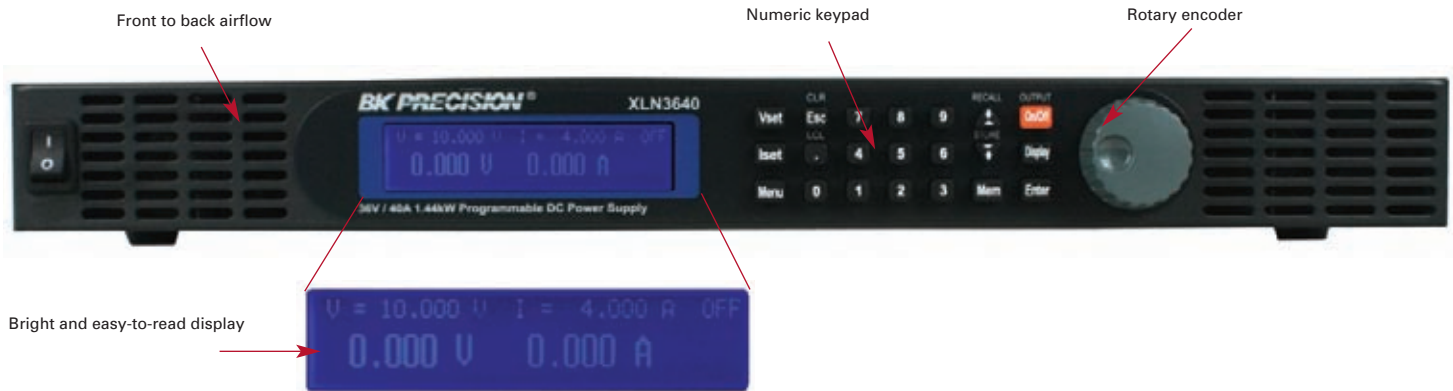 Front to back airflow
Numeric keypad
Rotary encoder
BK PRECISION®
XLN3640
V = 10.000 V I = 4.000 A OFF
0.000 V 0.000 A
36V / 40A 1.44kW Programmable DC Power Supply
CLR
RECALL
OUTPUT
Vset Esc 7 8 9 On/Off
LCL
STORE
Iset . 4 5 6 Display
Menu 0 1 2 3 Mem Enter
I
O
Bright and easy-to-read display
V = 10.000 V I = 4.000 A OFF
0.000 V 0.000 A